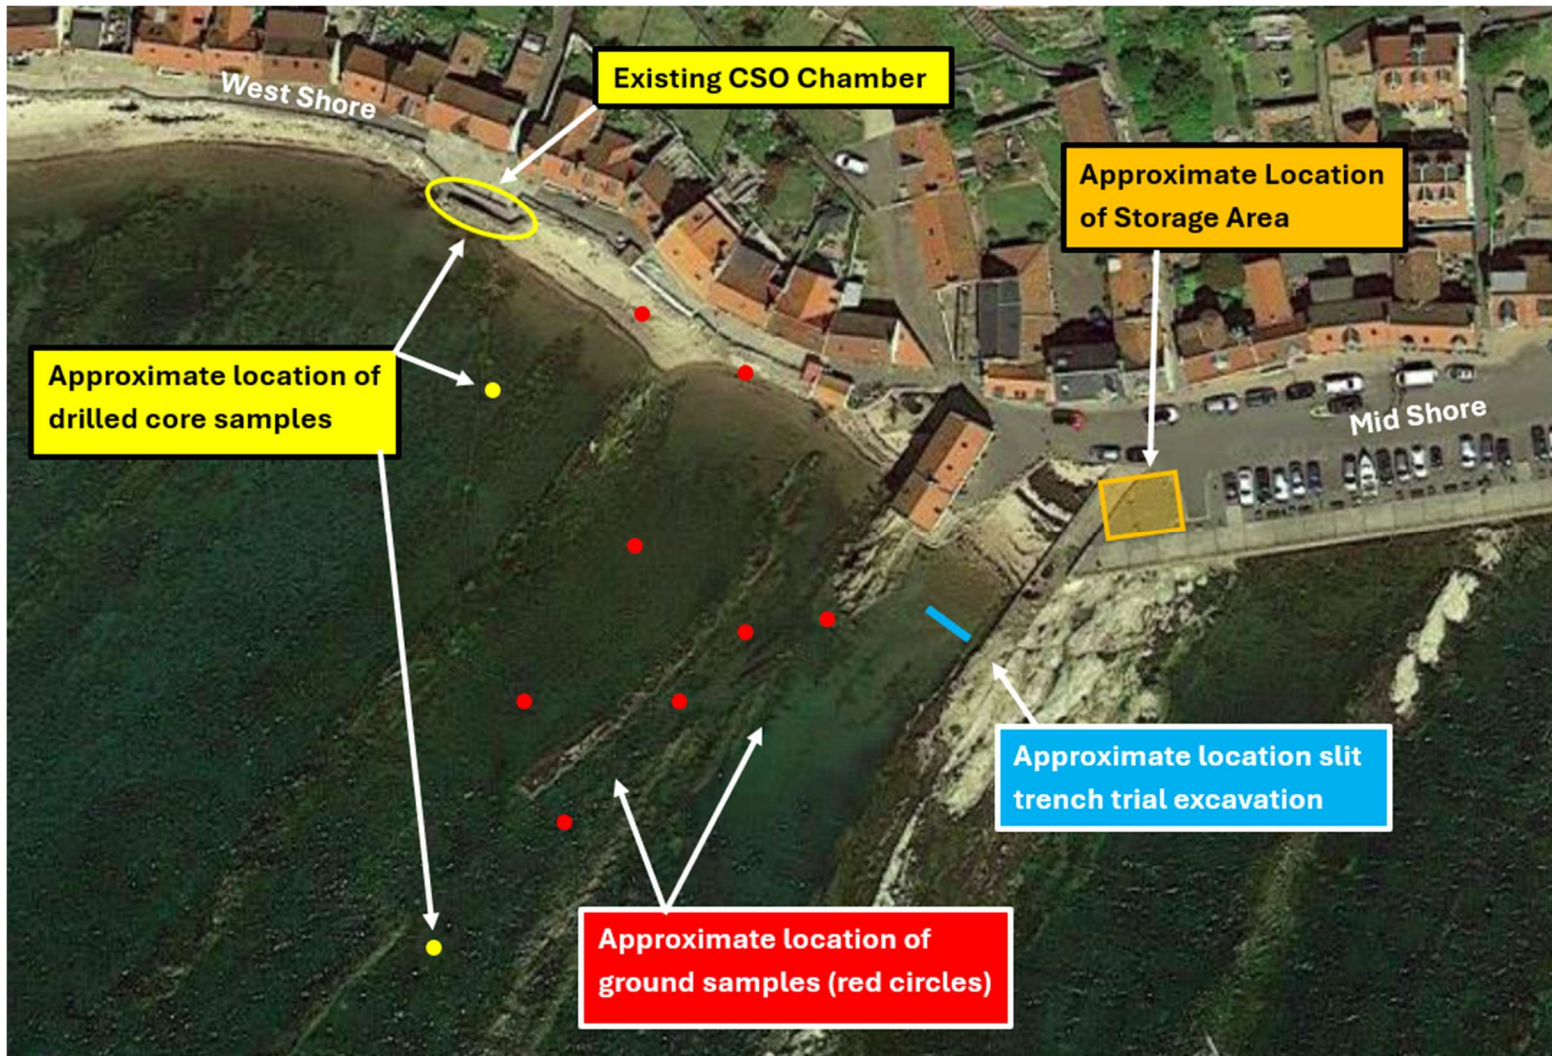 West Shore
Existing CSO Chamber
Approximate Location
of Storage Area
Approximate location of
drilled core samples
Mid Shore
Approximate location slit
trench trial excavation
Approximate location of
ground samples (red circles)